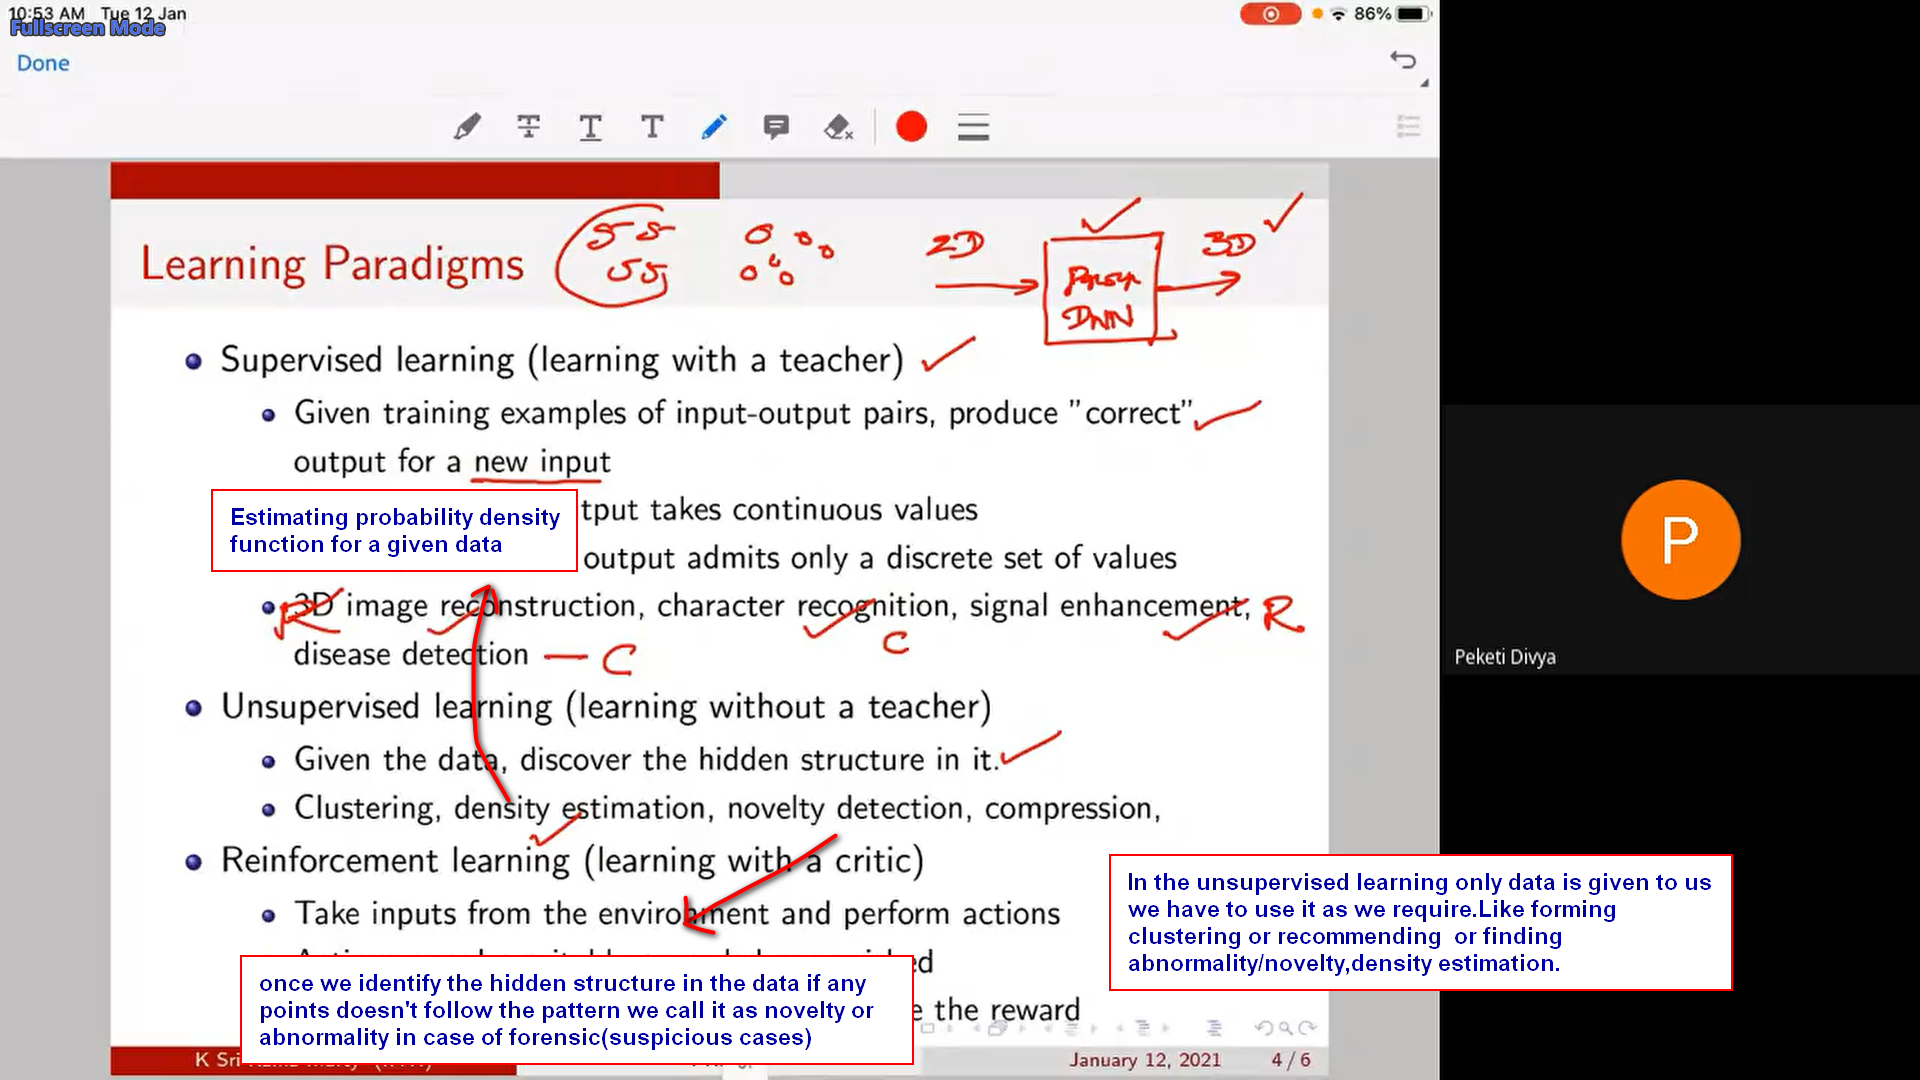 10:53 AM Tue 12 Jan
86%
Fullscreen Mode
Done
Learning Paradigms
55 55
2D
3D
DNN
Supervised learning (learning with a teacher)
Given training examples of input-output pairs, produce "correct"
output for a new input
Estimating probability density
function for a given data
tput takes continuous values
output admits only a discrete set of values
R
3D image reconstruction, character recognition, signal enhancement, R
C
disease detection — C
Unsupervised learning (learning without a teacher)
Given the data, discover the hidden structure in it.
Clustering, density estimation, novelty detection, compression,
Reinforcement learning (learning with a critic)
Take inputs from the environment and perform actions
once we identify the hidden structure in the data if any
points doesn't follow the pattern we call it as novelty or
abnormality in case of forensic(suspicious cases)
ed
e the reward
In the unsupervised learning only data is given to us
we have to use it as we require.Like forming
clustering or recommending or finding
abnormality/novelty,density estimation.
K Sri
January 12, 2021
4 / 6
P
Peketi Divya